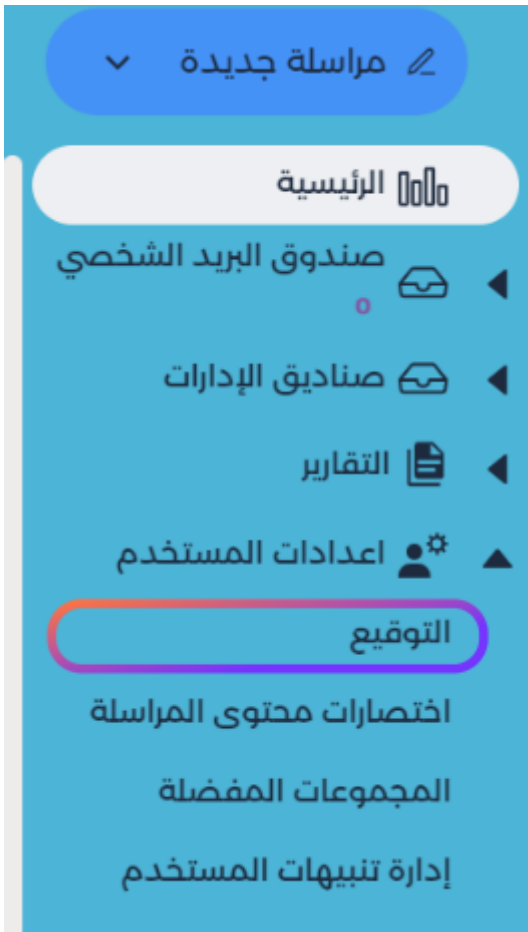 مراسلة جديدة
الرئيسية
صندوق البريد الشخصي
0
صناديق الإدارات
التقارير
اعدادات المستخدم
التوقيع
اختصارات محتوى المراسلة
المجموعات المفضلة
إدارة تنبيهات المستخدم